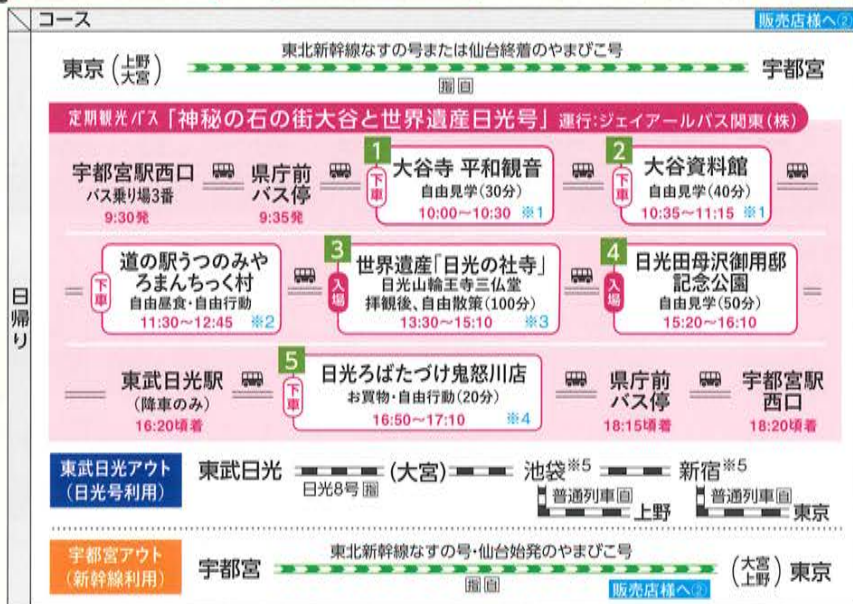 コース
販売店様へ②
東北新幹線なすの号または仙台終着のやまびこ号
東京(上野 大宮)
宇都宮
指自
定期観光バス「神秘の石の街大谷と世界遺産日光号」 運行:ジェイアールバス関東(株)
日帰り
宇都宮駅西口
バス乗り場3番
9:30発
県庁前
バス停
9:35発
1
下車
大谷寺 平和観音
自由見学(30分)
10:00〜10:30 ※1
2
下車
大谷資料館
自由見学(40分)
10:35〜11:15 ※1
下車
道の駅うつのみや
ろまんちっく村
自由昼食・自由行動
11:30〜12:45 ※2
3
入場
世界遺産「日光の社寺」
日光山輪王寺三仏堂
拝観後、自由散策(100分)
13:30〜15:10 ※3
4
入場
日光田母沢御用邸
記念公園
自由見学(50分)
15:20〜16:10
東武日光駅
(降車のみ)
16:20頃着
5
下車
日光ろばたづけ鬼怒川店
お買物・自由行動(20分)
16:50〜17:10 ※4
県庁前
バス停
18:15頃着
宇都宮駅
西口
18:20頃着
東武日光アウト
(日光号利用)
東武日光
日光8号指
(大宮)
池袋※5
普通列車自
上野
新宿※5
普通列車自
東京
宇都宮アウト
(新幹線利用)
東北新幹線なすの号・仙台始発のやまびこ号
宇都宮
指自
販売店様へ②
(大宮 上野)東京